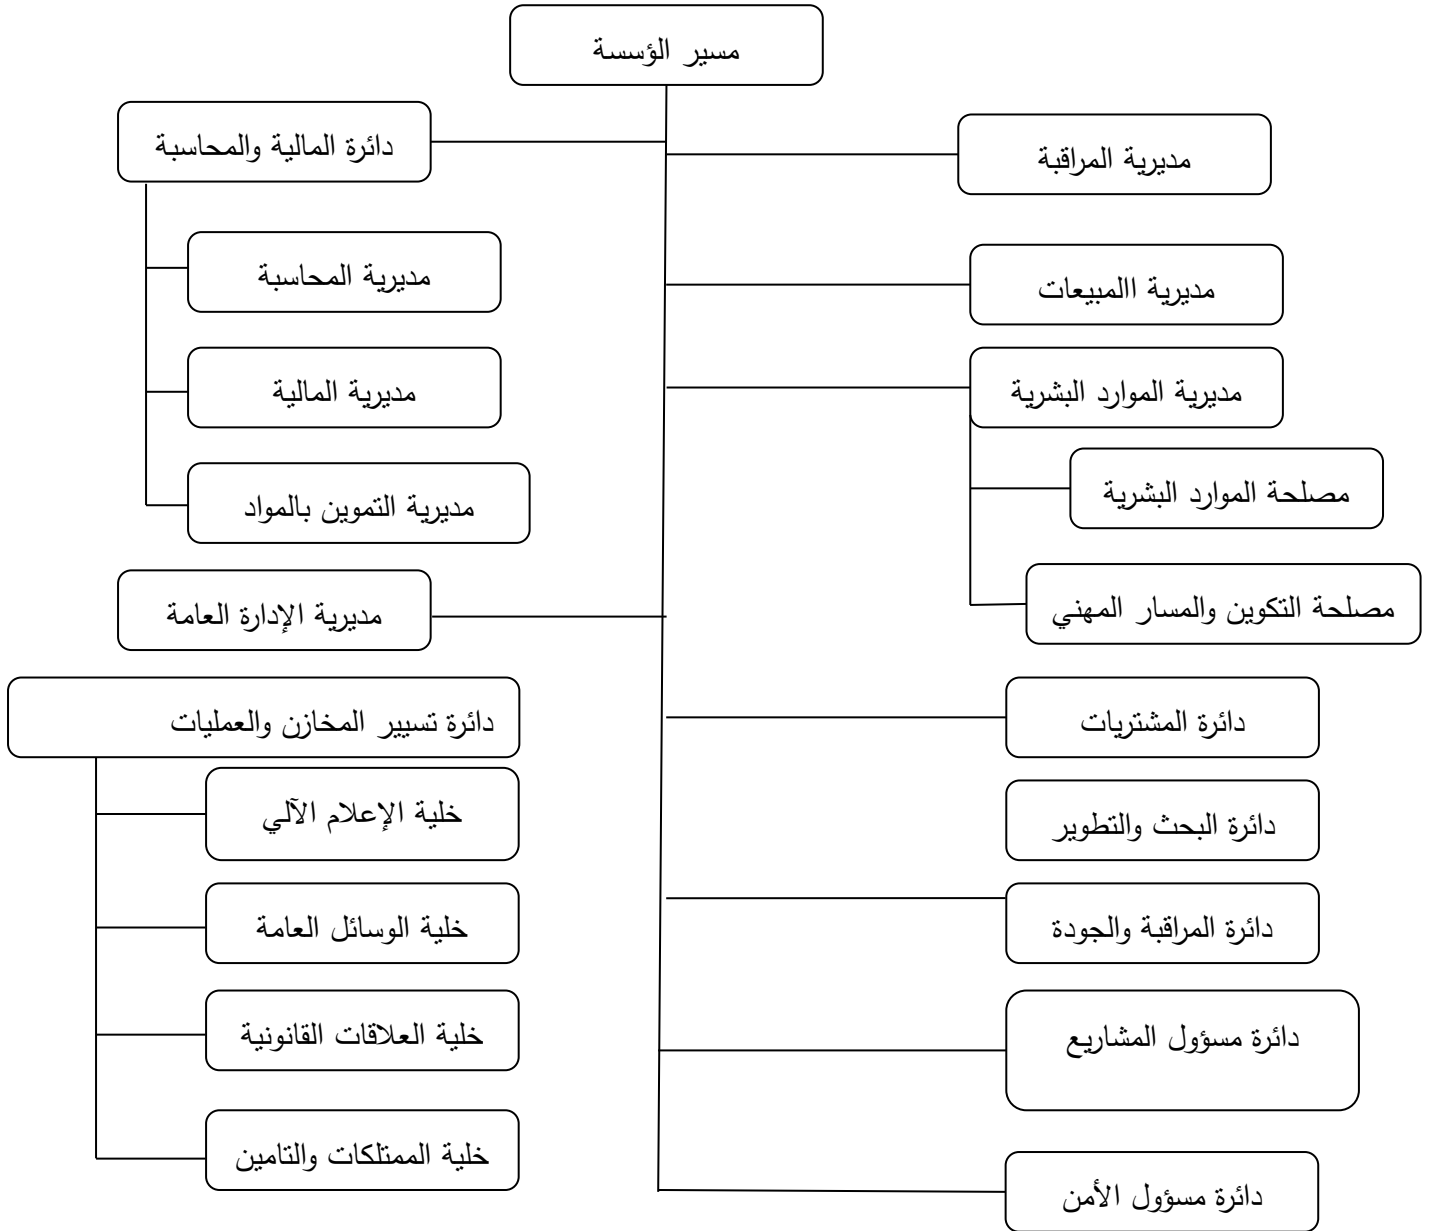 مسير الؤسسة
مديرية المراقبة
دائرة المالية والمحاسبة
مديرية االمبيعات
مديرية المحاسبة
مديرية الموارد البشرية
مديرية المالية
مصلحة الموارد البشرية
مديرية التموين بالمواد
مصلحة التكوين والمسار المهني
مديرية الإدارة العامة
دائرة المشتريات
دائرة تسيير المخازن والعمليات
دائرة البحث والتطوير
خلية الإعلام الآلي
دائرة المراقبة والجودة
خلية الوسائل العامة
دائرة مسؤول المشاريع
خلية العلاقات القانونية
خلية الممتلكات والتامين
دائرة مسؤول الأمن